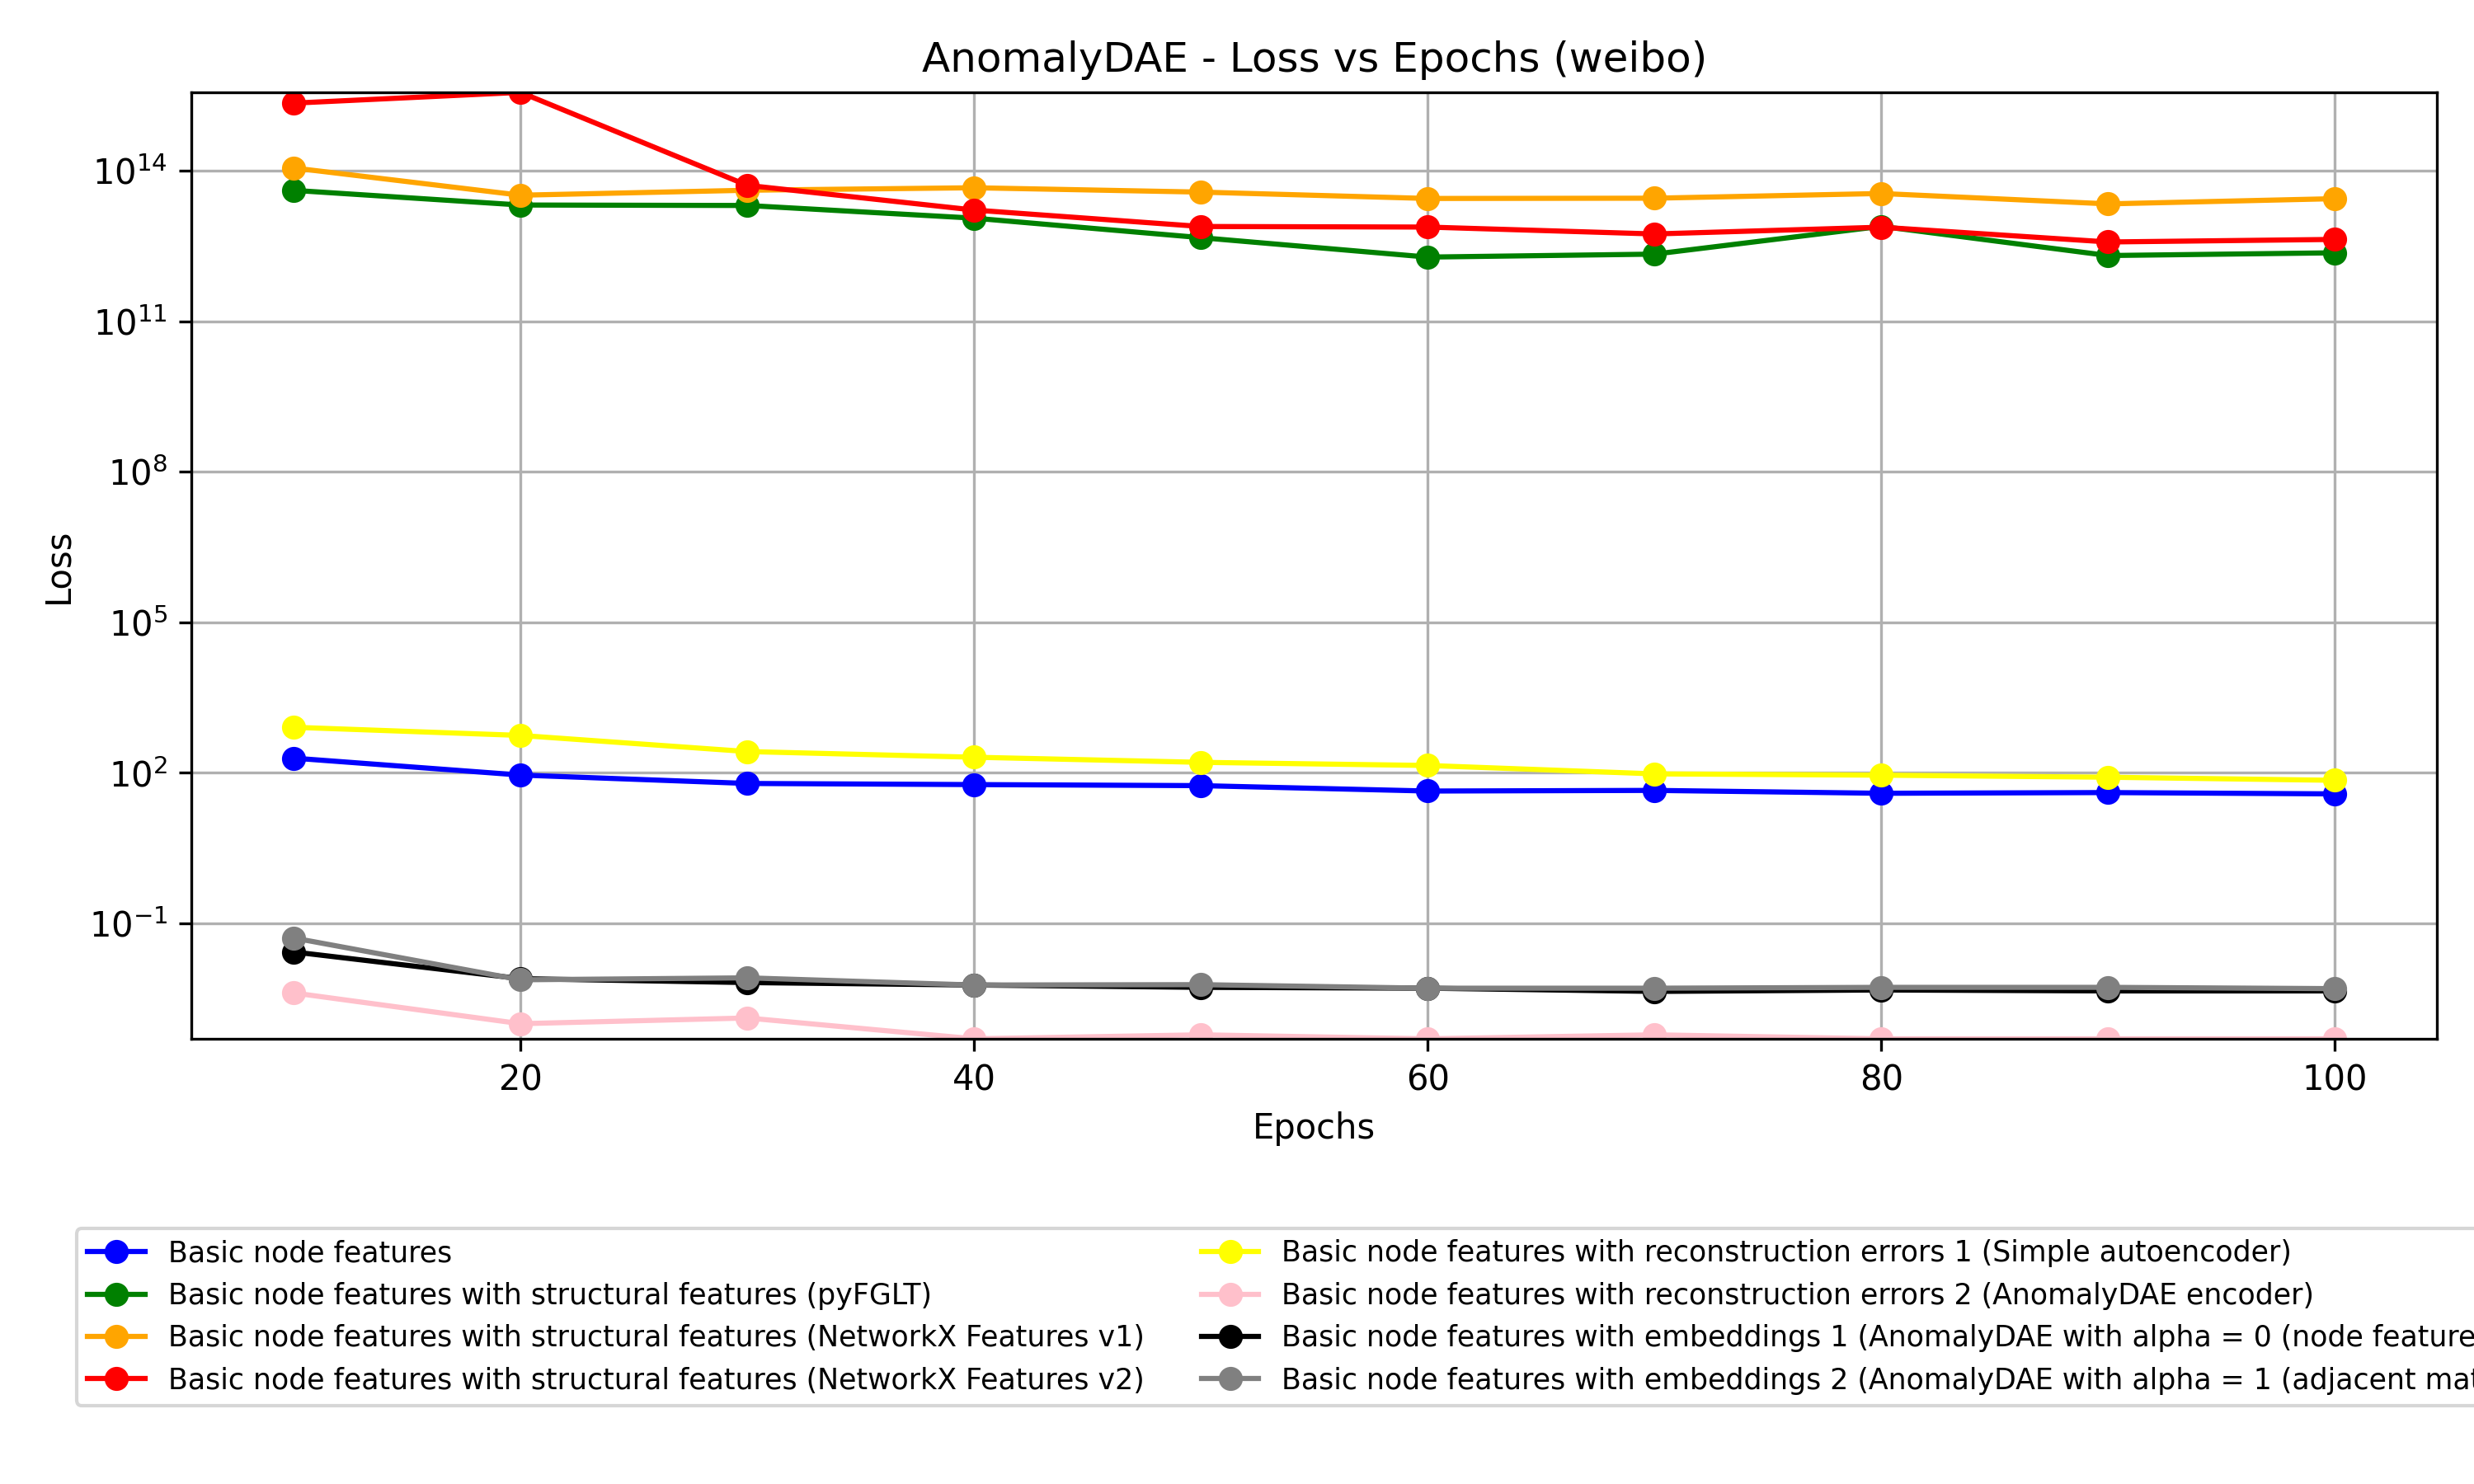 AnomalyDAE - Loss vs Epochs (weibo)
10^14
10^11
10^8
10^5
10^2
10^-1
Loss
20 40 60 80 100
Epochs
Basic node features
Basic node features with structural features (pyFGLT)
Basic node features with structural features (NetworkX Features v1)
Basic node features with structural features (NetworkX Features v2)
Basic node features with reconstruction errors 1 (Simple autoencoder)
Basic node features with reconstruction errors 2 (AnomalyDAE encoder)
Basic node features with embeddings 1 (AnomalyDAE with alpha = 0 (node feature
Basic node features with embeddings 2 (AnomalyDAE with alpha = 1 (adjacent mat